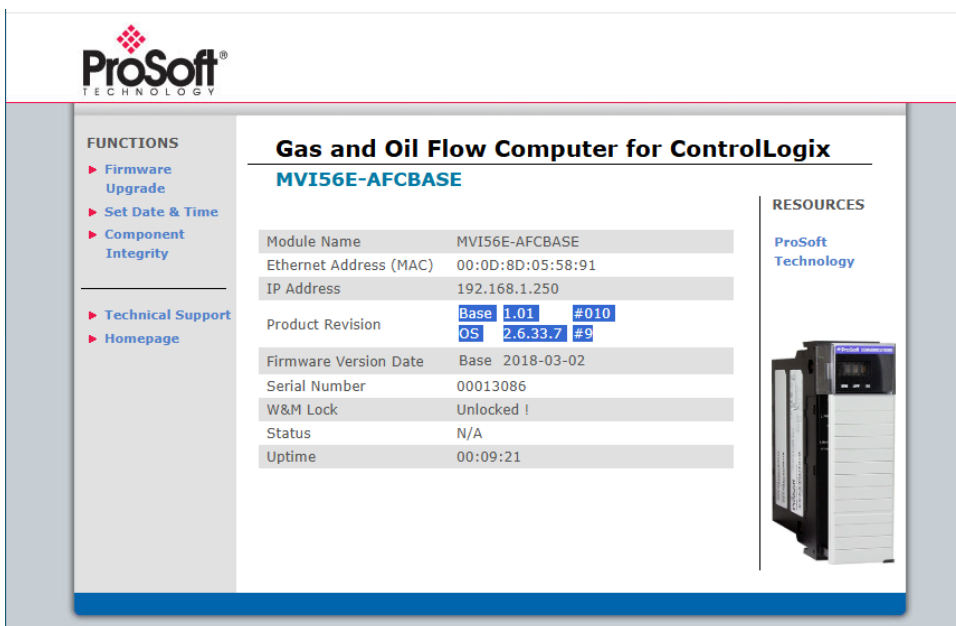 ProSoft®
TECHNOLOGY
FUNCTIONS
Firmware
Upgrade
Set Date & Time
Component
Integrity
Technical Support
Homepage
Gas and Oil Flow Computer for ControlLogix
MVI56E-AFCBASE
Module Name MVI56E-AFCBASE
Ethernet Address (MAC) 00:0D:8D:05:58:91
IP Address 192.168.1.250
Product Revision
Base 1.01 #010
OS 2.6.33.7 #9
Firmware Version Date Base 2018-03-02
Serial Number 00013086
W&M Lock Unlocked !
Status N/A
Uptime 00:09:21
RESOURCES
ProSoft
Technology